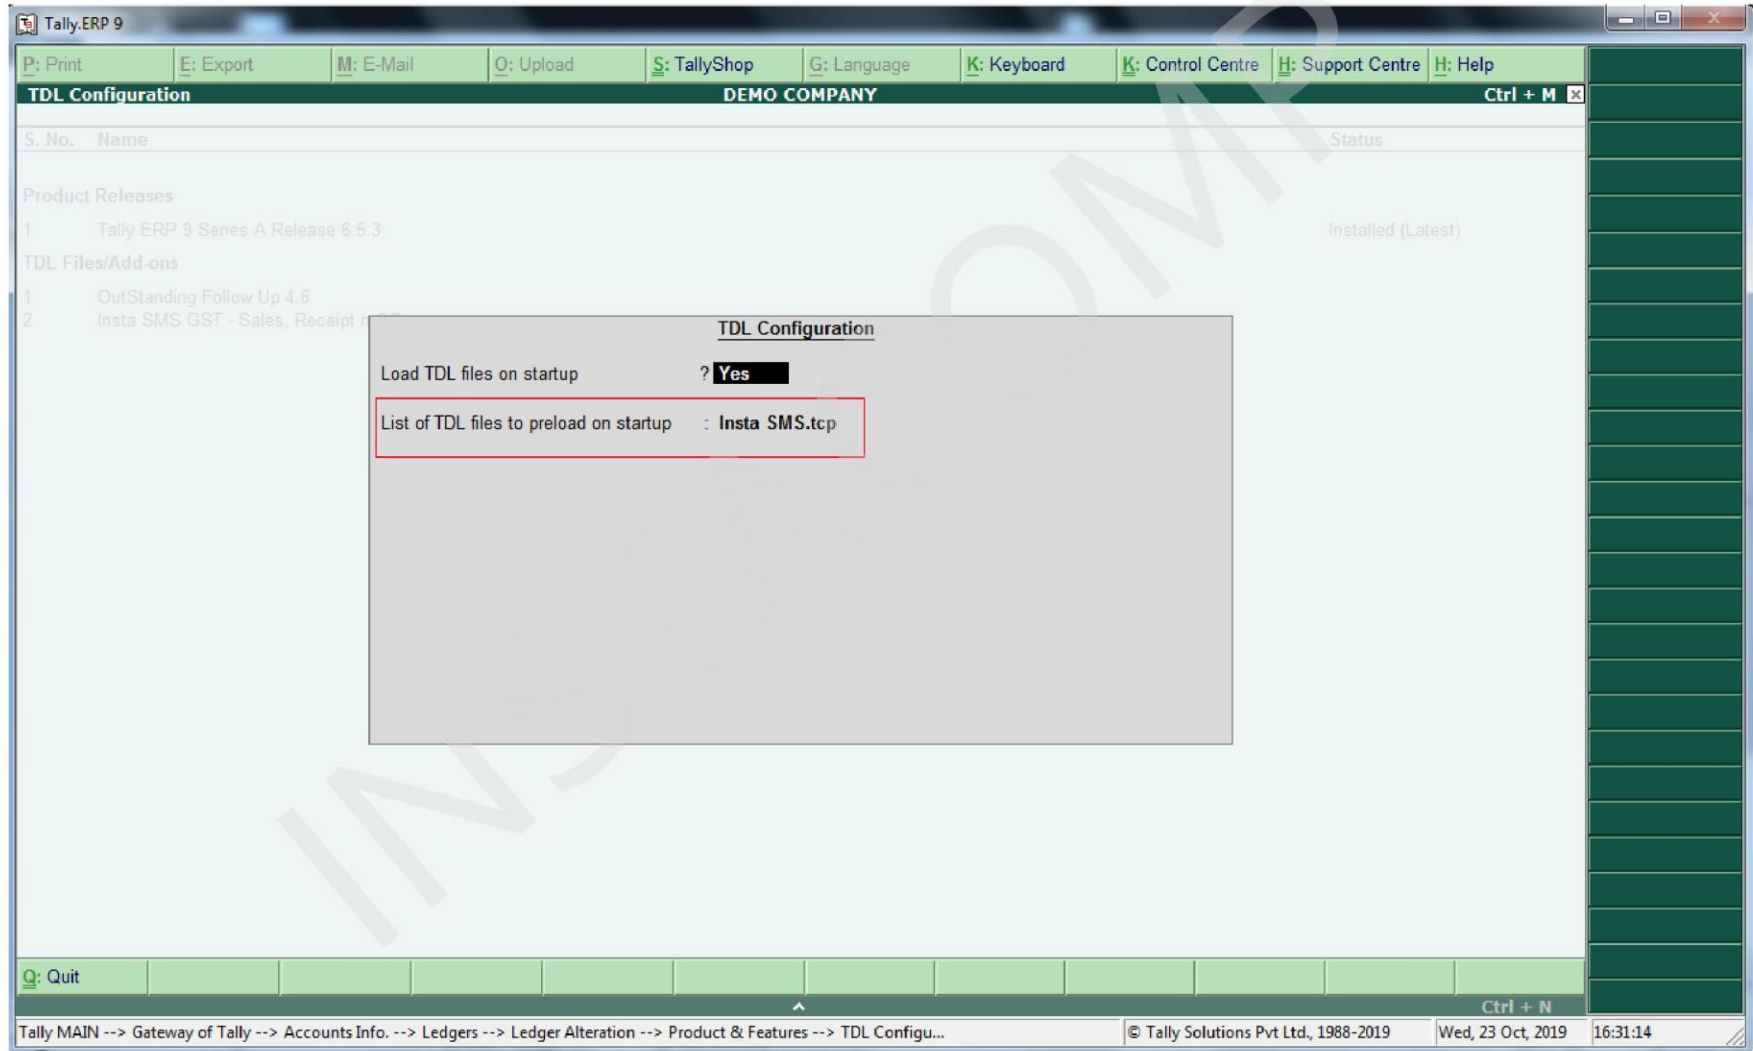 Tally.ERP 9
P: Print E: Export M: E-Mail O: Upload S: TallyShop G: Language K: Keyboard K: Control Centre H: Support Centre H: Help
TDL Configuration DEMO COMPANY Ctrl + M
S. No. Name Status
Product Releases
1 Tally.ERP 9 Series A Release 6.5.3 Installed (Latest)
TDL Files/Add-ons
1 OutStanding Follow Up 4.6
2 Insta SMS GST - Sales, Receipt
TDL Configuration
Load TDL files on startup ? Yes
List of TDL files to preload on startup : Insta SMS.tcp
INSTACOMP
Q: Quit
Ctrl + N
Tally MAIN --> Gateway of Tally --> Accounts Info. --> Ledgers --> Ledger Alteration --> Product & Features --> TDL Configu... © Tally Solutions Pvt Ltd., 1988-2019 Wed, 23 Oct, 2019 16:31:14